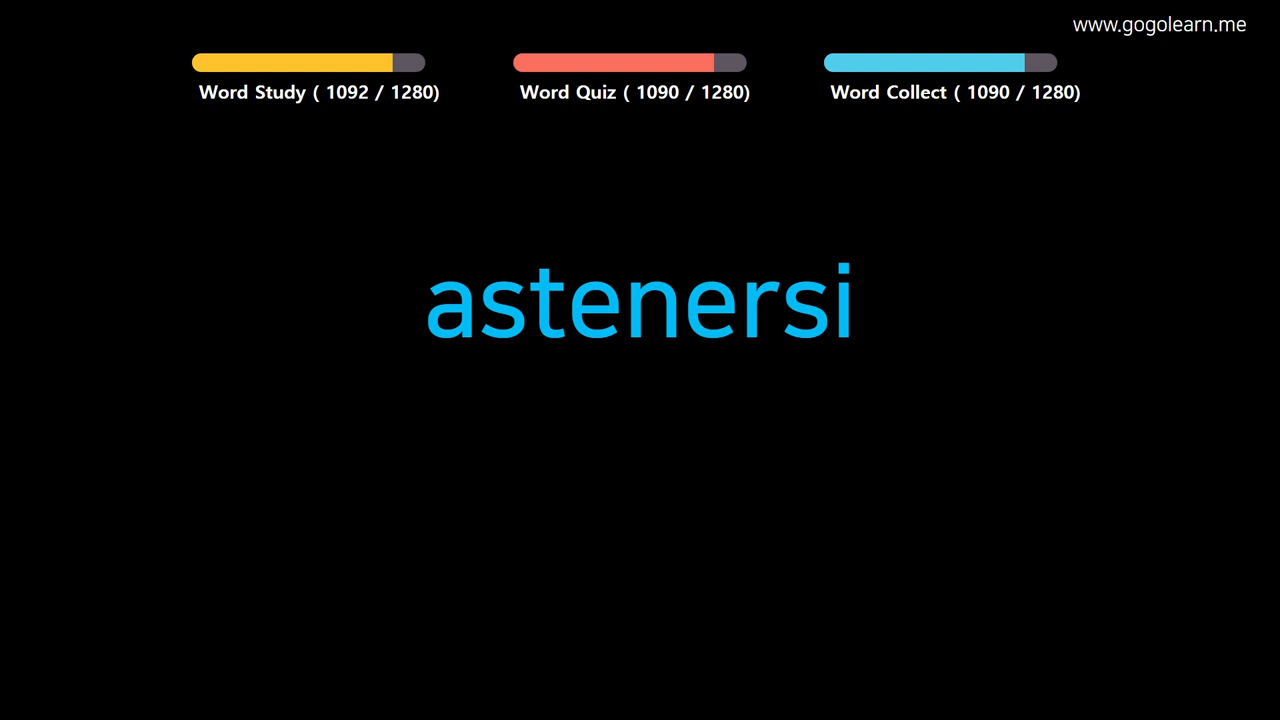 www.gogolearn.me
Word Study ( 1092 / 1280)
Word Quiz ( 1090 / 1280)
Word Collect ( 1090 / 1280)
astenersi